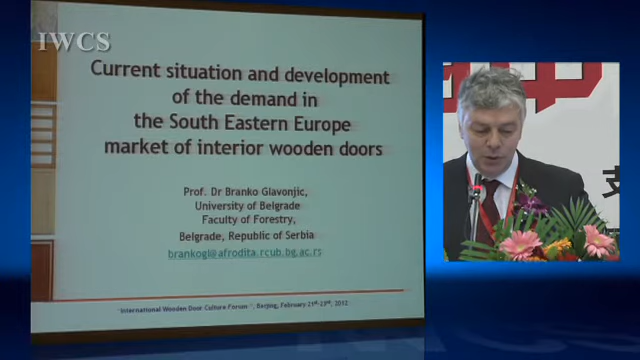 IWCS
Current situation and development
of the demand in
the South Eastern Europe
market of interior wooden doors
Prof. Dr Branko Glavonjic,
University of Belgrade
Faculty of Forestry,
Belgrade, Republic of Serbia
brankogl@afrodita.rcub.bg.ac.rs
"International Wooden Door Culture Forum", Beijing, February 21st-23rd, 2012